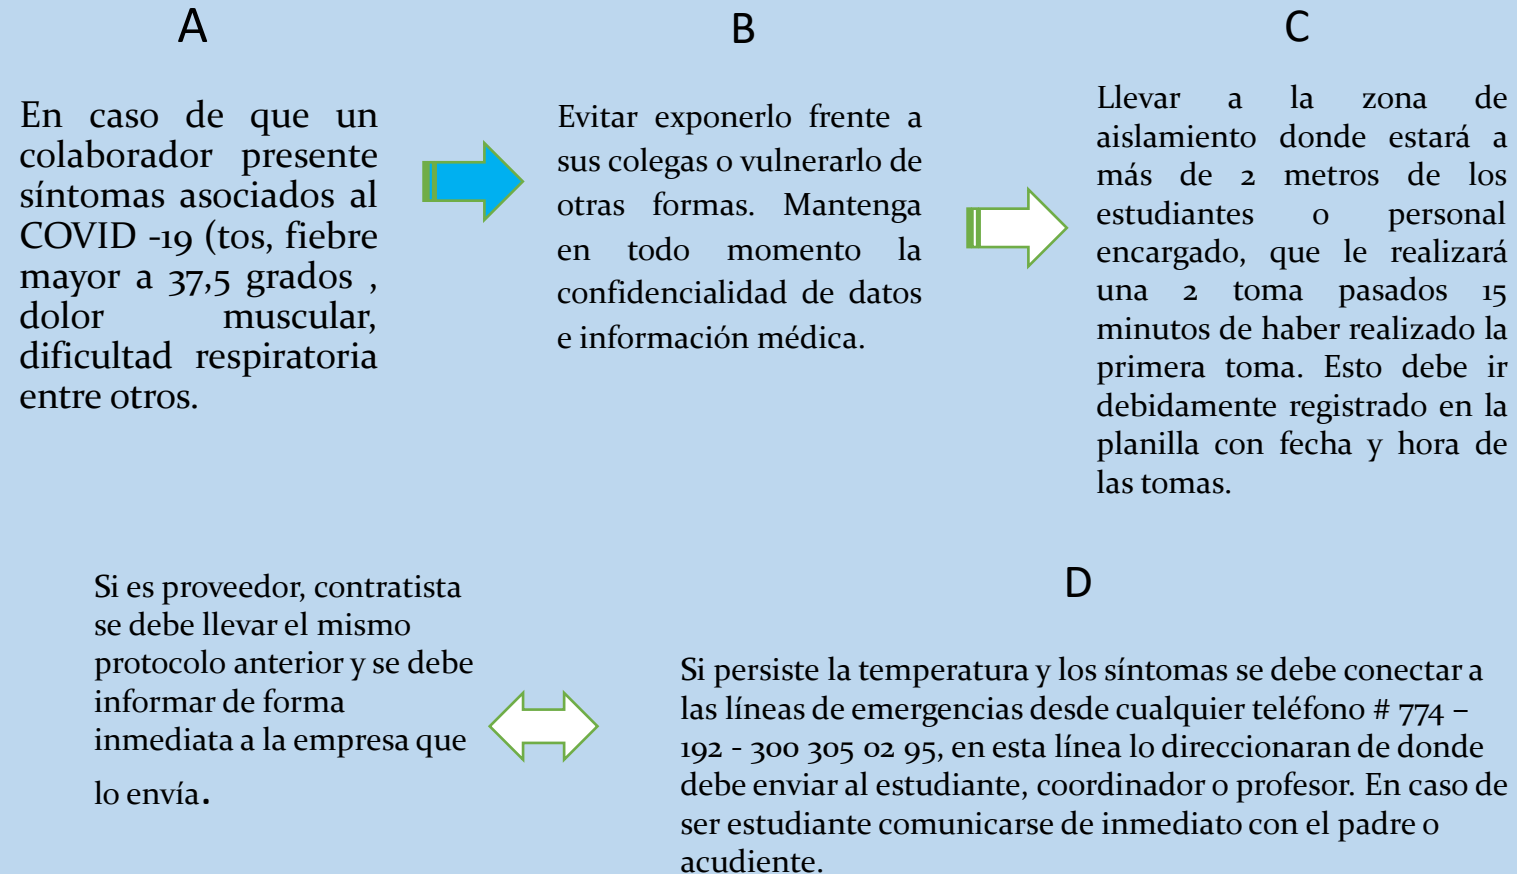 A
En caso de que un
colaborador presente
síntomas asociados al
COVID -19 (tos, fiebre
mayor a 37,5 grados ,
dolor muscular,
dificultad respiratoria
entre otros.
B
Evitar exponerlo frente a
sus colegas o vulnerarlo de
otras formas. Mantenga
en todo momento la
confidencialidad de datos
e información médica.
C
Llevar a la zona de
aislamiento donde estará a
más de 2 metros de los
estudiantes o personal
encargado, que le realizará
una 2 toma pasados 15
minutos de haber realizado la
primera toma. Esto debe ir
debidamente registrado en la
planilla con fecha y hora de
las tomas.
D
Si persiste la temperatura y los síntomas se debe conectar a
las líneas de emergencias desde cualquier teléfono # 774 –
192 - 300 305 02 95, en esta línea lo direccionaran de donde
debe enviar al estudiante, coordinador o profesor. En caso de
ser estudiante comunicarse de inmediato con el padre o
acudiente.
Si es proveedor, contratista
se debe llevar el mismo
protocolo anterior y se debe
informar de forma
inmediata a la empresa que
lo envía.